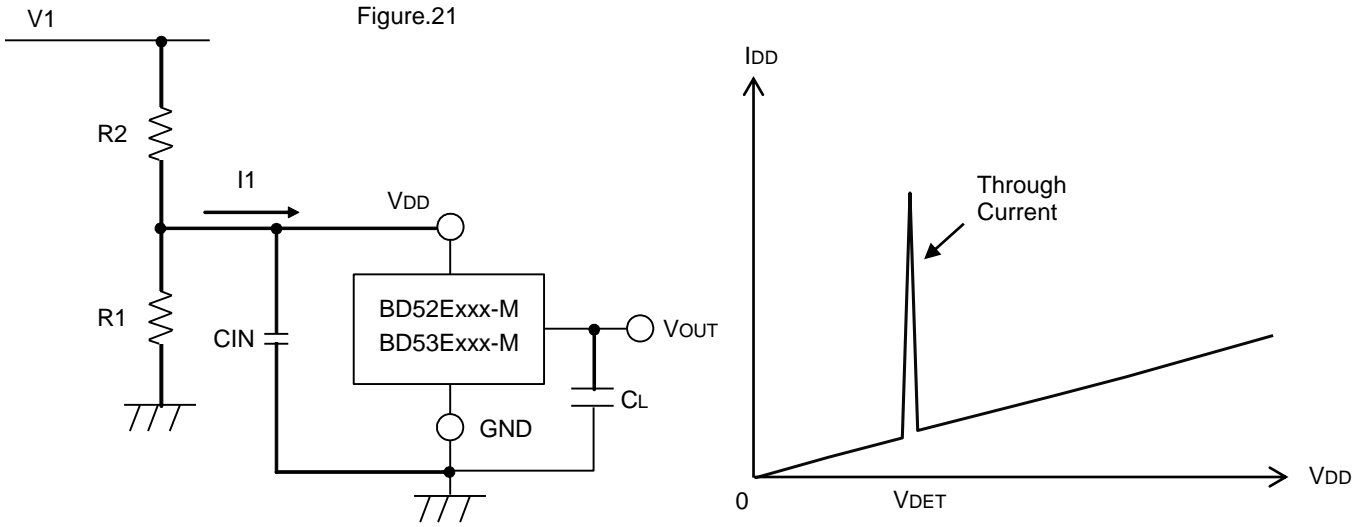 V1
Figure.21
R2
I1
VDD
R1
CIN
BD52Exxx-M
BD53Exxx-M
VOUT
CL
GND
IDD
Through
Current
0
VDET
VDD